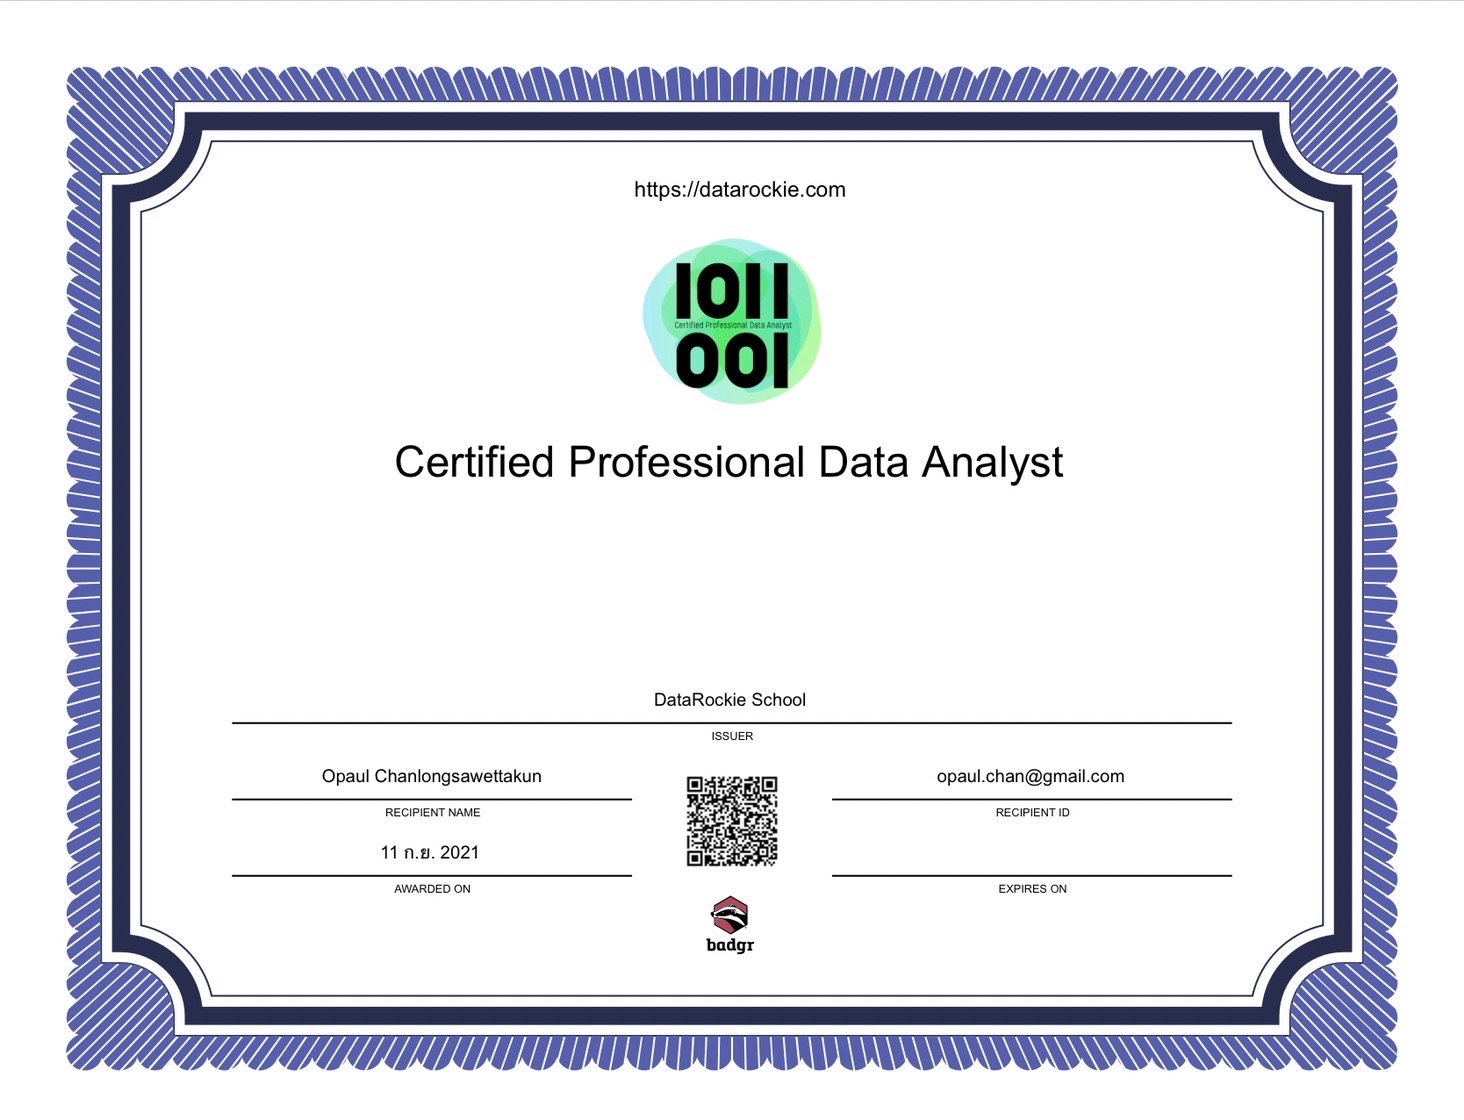 https://datarockie.com
1011
Certified Professional Data Analyst
001
Certified Professional Data Analyst
DataRockie School
ISSUER
Opaul Chanlongsawettakun
opaul.chan@gmail.com
RECIPIENT NAME
RECIPIENT ID
11 ก.ย. 2021
AWARDED ON
EXPIRES ON
badgr